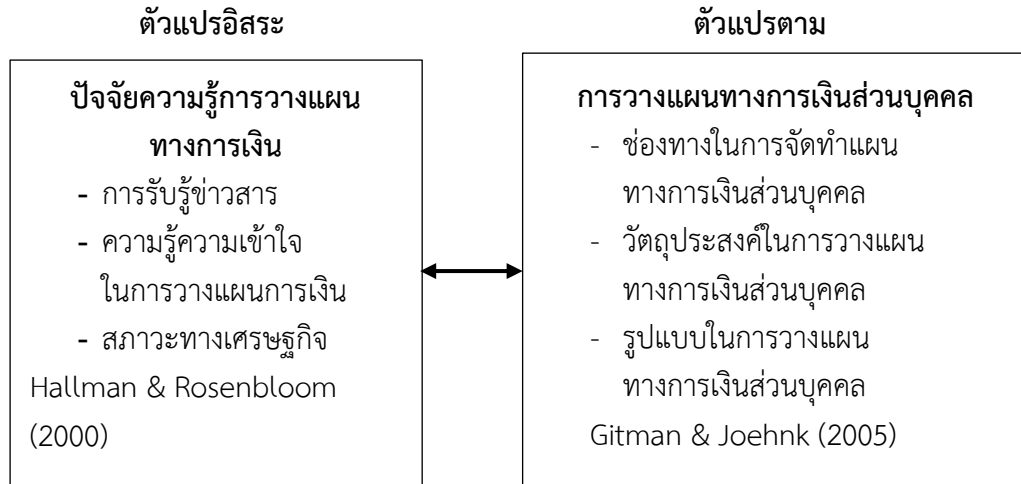 ตัวแปรอิสระ
ตัวแปรตาม
ปัจจัยความรู้การวางแผน
ทางการเงิน
- การรับรู้ข่าวสาร
- ความรู้ความเข้าใจ
ในการวางแผนการเงิน
- สภาวะทางเศรษฐกิจ
Hallman & Rosenbloom
(2000)
การวางแผนทางการเงินส่วนบุคคล
- ช่องทางในการจัดทำแผน
ทางการเงินส่วนบุคคล
- วัตถุประสงค์ในการวางแผน
ทางการเงินส่วนบุคคล
- รูปแบบในการวางแผน
ทางการเงินส่วนบุคคล
Gitman & Joehnk (2005)